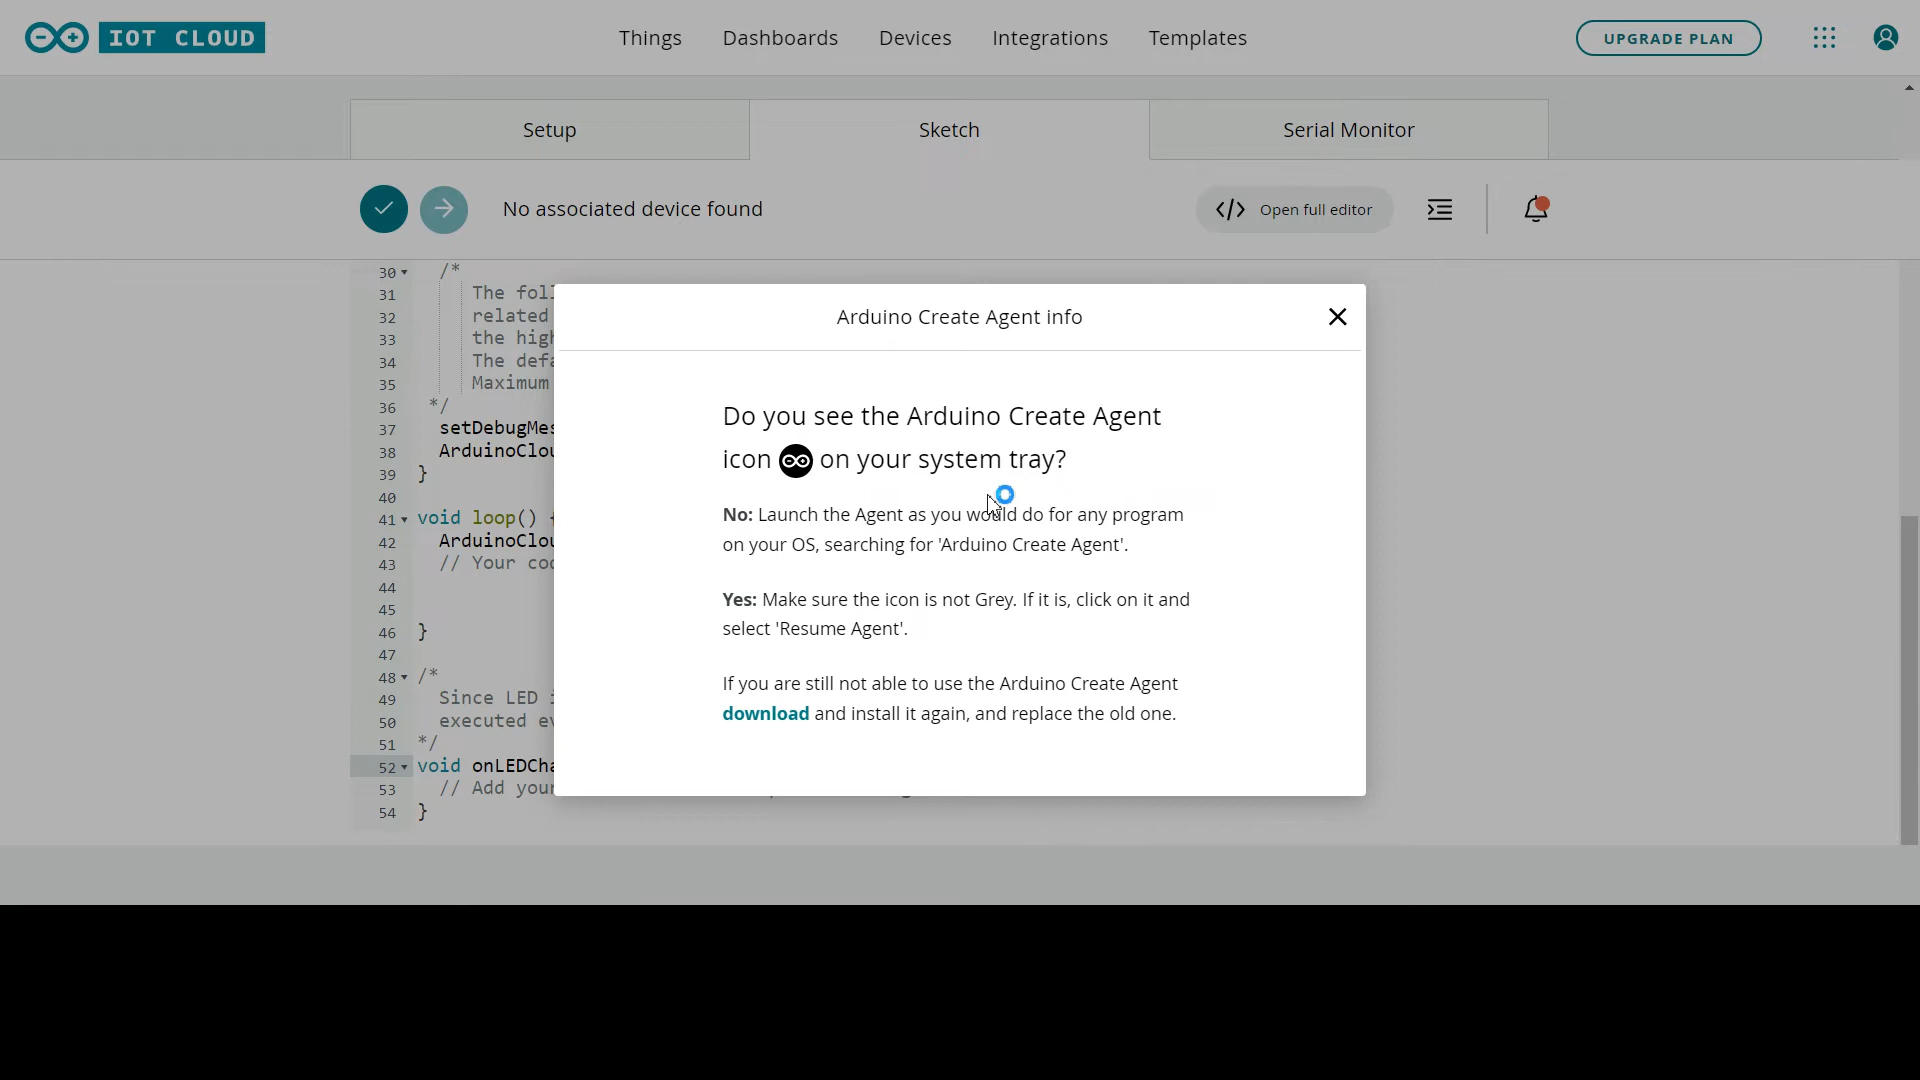 IOT CLOUD
Things
Dashboards
Devices
Integrations
Templates
UPGRADE PLAN
Setup
Sketch
Serial Monitor
No associated device found
</> Open full editor
30 /*
31 The fol
32 related
33 the high
34 The defa
35 Maximum
36 */
37 setDebugMes
38 ArduinoClou
39 }
40
41 void loop() {
42 ArduinoClou
43 // Your cod
44
45
46 }
47
48 /*
49 Since LED i
50 executed ev
51 */
52 void onLEDCha
53 // Add your
54 }
Arduino Create Agent info
Do you see the Arduino Create Agent
icon on your system tray?
No: Launch the Agent as you would do for any program
on your OS, searching for 'Arduino Create Agent'.
Yes: Make sure the icon is not Grey. If it is, click on it and
select 'Resume Agent'.
If you are still not able to use the Arduino Create Agent
download and install it again, and replace the old one.